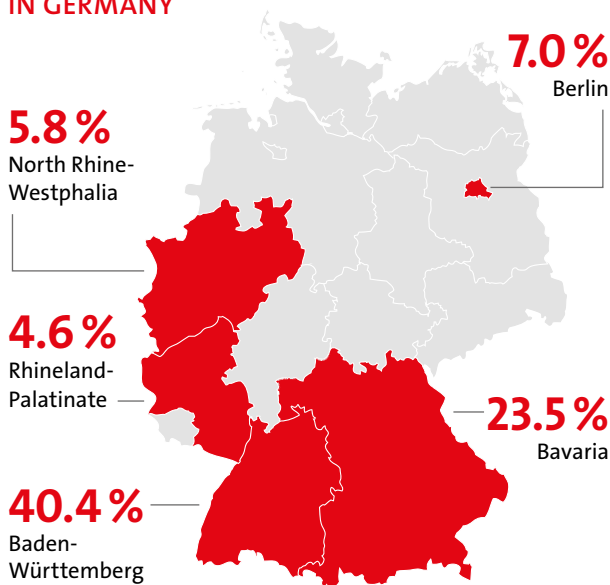 IN GERMANY
7.0 %
Berlin
5.8 %
North Rhine-
Westphalia
4.6 %
Rhineland-
Palatinate
23.5 %
Bavaria
40.4 %
Baden-
Württemberg